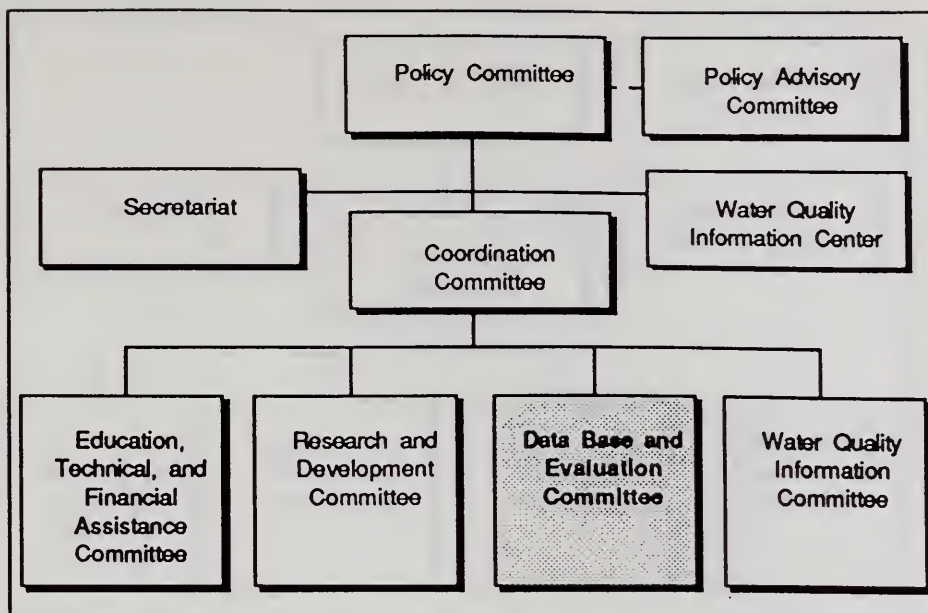 Policy Committee
Policy Advisory
Committee
Secretariat
Water Quality
Information Center
Coordination
Committee
Education,
Technical, and
Financial
Assistance
Committee
Research and
Development
Committee
Data Base and
Evaluation
Committee
Water Quality
Information
Committee